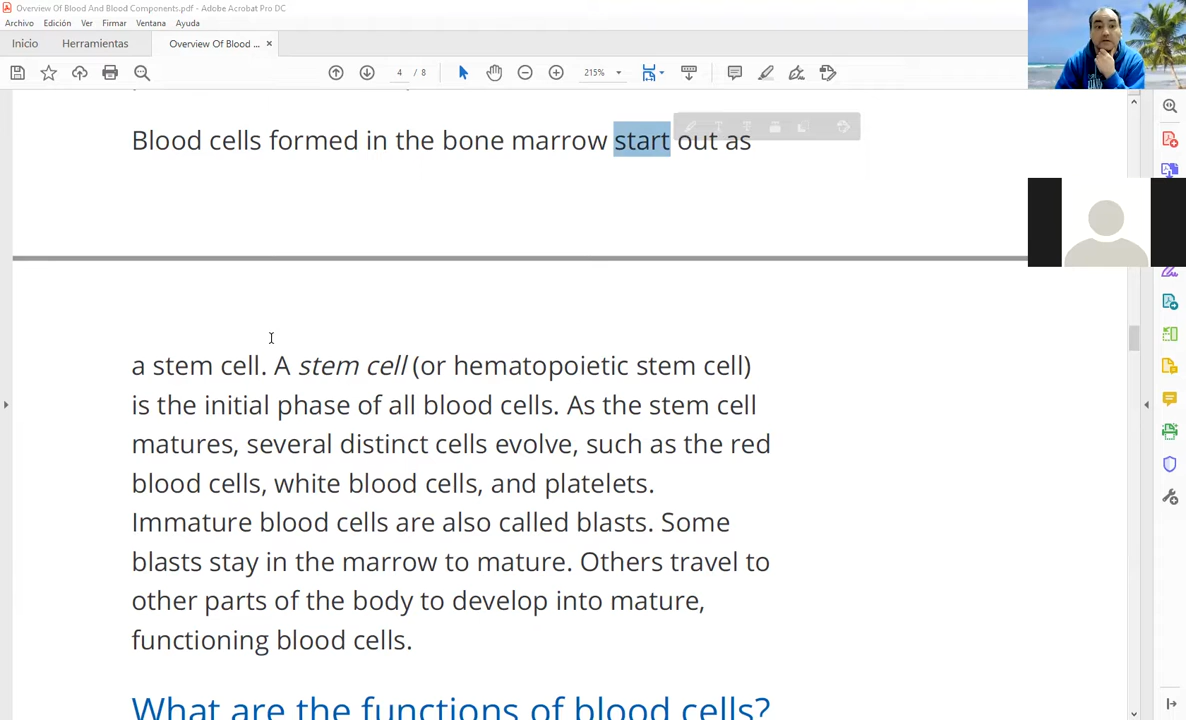 Overview Of Blood And Blood Components.pdf - Adobe Acrobat Pro DC
Archivo Edición Ver Firmar Ventana Ayuda
Inicio Herramientas Overview Of Blood ... ×
4 / 8 215%
Blood cells formed in the bone marrow start out as
a stem cell. A stem cell (or hematopoietic stem cell)
is the initial phase of all blood cells. As the stem cell
matures, several distinct cells evolve, such as the red
blood cells, white blood cells, and platelets.
Immature blood cells are also called blasts. Some
blasts stay in the marrow to mature. Others travel to
other parts of the body to develop into mature,
functioning blood cells.
What are the functions of blood cells?